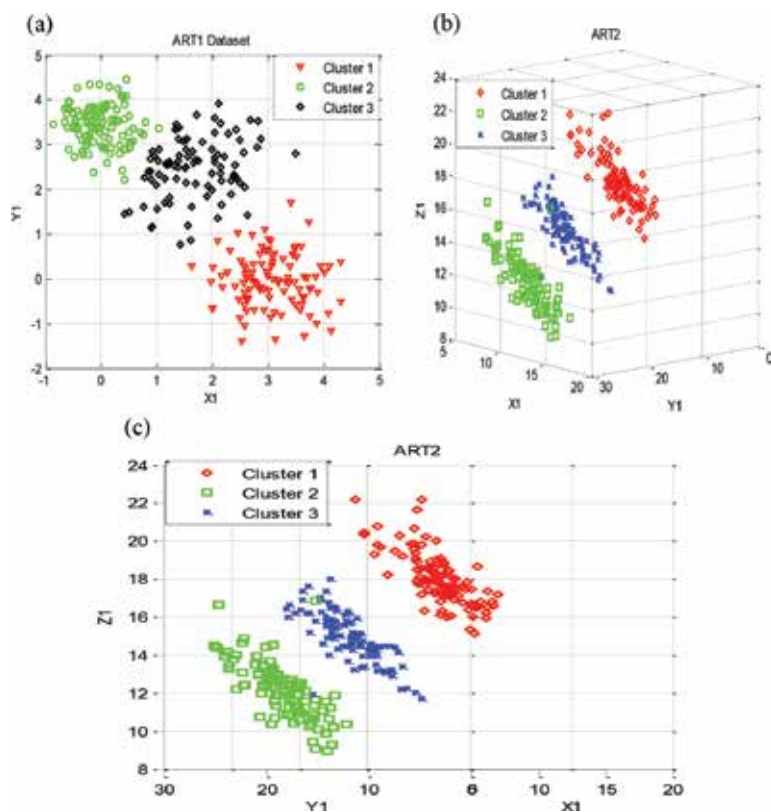 (a)
ART1 Dataset
5
4
3
2
1
0
-1
-2
Y1
Cluster 1
Cluster 2
Cluster 3
-1 0 1 2 3 4 5
X1
(b)
ART2
24
22
20
18
16
14
12
10
8
Z1
Cluster 1
Cluster 2
Cluster 3
5 10 15 20
X1
30 20 10 0
Y1
(c)
ART2
24
22
20
18
16
14
12
10
8
Z1
Cluster 1
Cluster 2
Cluster 3
30 20 10 15 20
Y1 X1